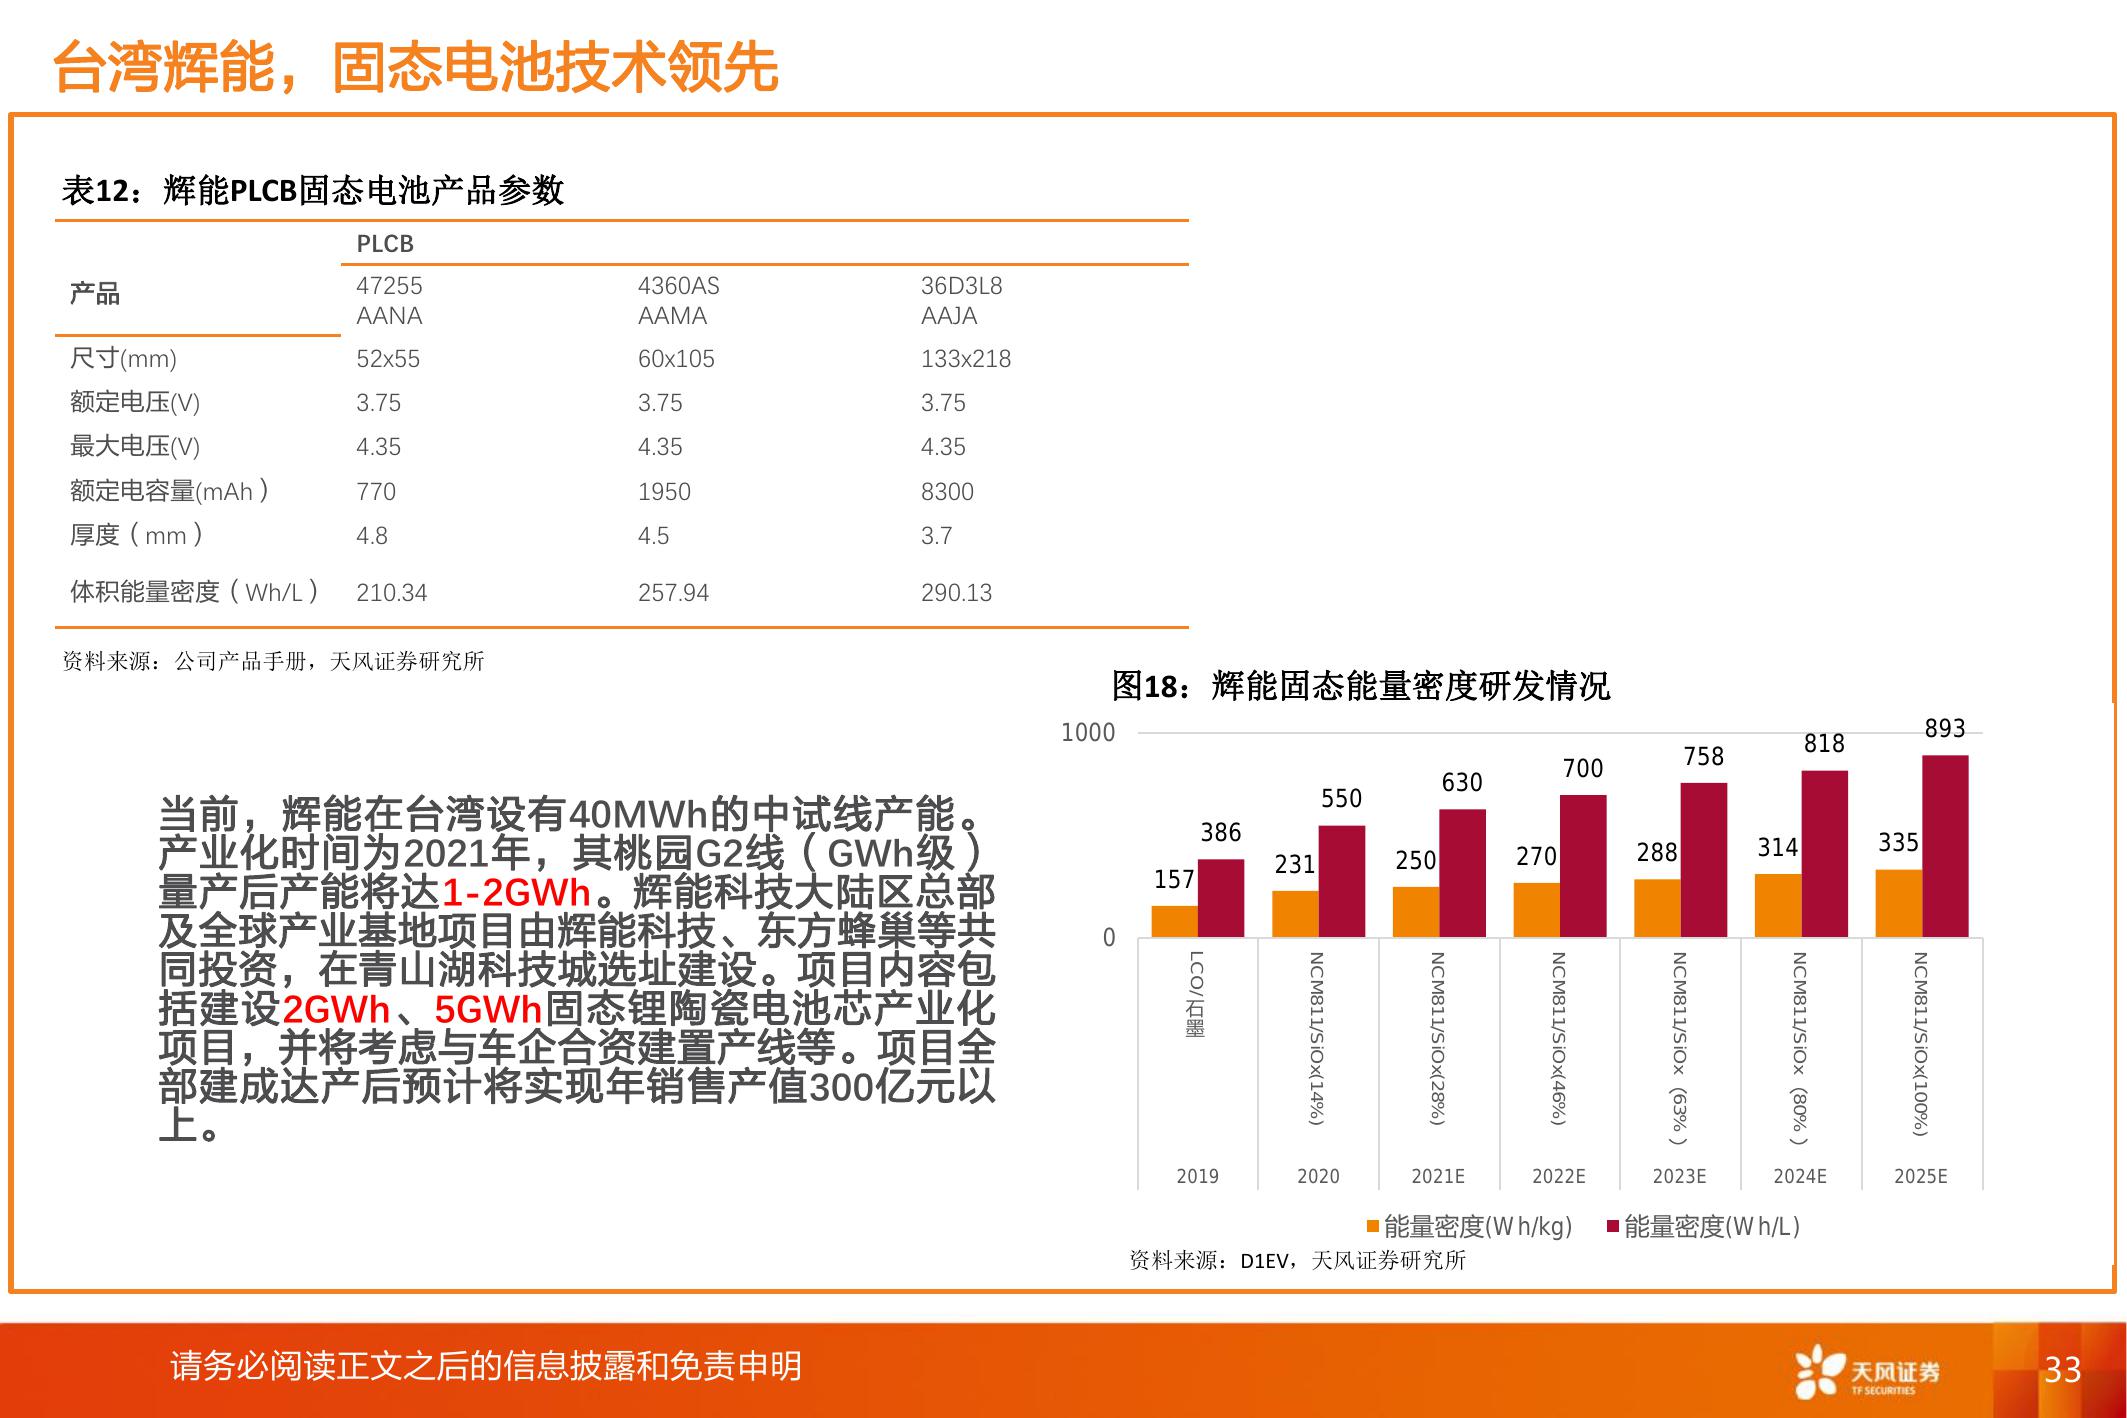 台湾辉能，固态电池技术领先
表12：辉能PLCB固态电池产品参数
产品
PLCB
47255 4360AS 36D3L8
AANA AAMA AAJA
尺寸(mm) 52x55 60x105 133x218
额定电压(V) 3.75 3.75 3.75
最大电压(V) 4.35 4.35 4.35
额定电容量(mAh） 770 1950 8300
厚度（mm） 4.8 4.5 3.7
体积能量密度（Wh/L） 210.34 257.94 290.13
资料来源：公司产品手册，天风证券研究所
当前，辉能在台湾设有40MWh的中试线产能。
产业化时间为2021年，其桃园G2线（GWh级）
量产后产能将达1-2GWh。辉能科技大陆区总部
及全球产业基地项目由辉能科技、东方蜂巢等共
同投资，在青山湖科技城选址建设。项目内容包
括建设2GWh、5GWh固态锂陶瓷电池芯产业化
项目，并将考虑与车企合资建置产线等。项目全
部建成达产后预计将实现年销售产值300亿元以
上。
图18：辉能固态能量密度研发情况
1000
0
157 386
231 550
250 630
270 700
288 758
314 818
335 893
LCO/石墨
NCM811/SiOx(14%)
NCM811/SiOx(28%)
NCM811/SiOx(46%)
NCM811/SiOx（63%）
NCM811/SiOx（80%）
NCM811/SiOx(100%)
2019 2020 2021E 2022E 2023E 2024E 2025E
能量密度(Wh/kg) 能量密度(Wh/L)
资料来源：D1EV，天风证券研究所
请务必阅读正文之后的信息披露和免责申明
天风证券
TF SECURITIES
33